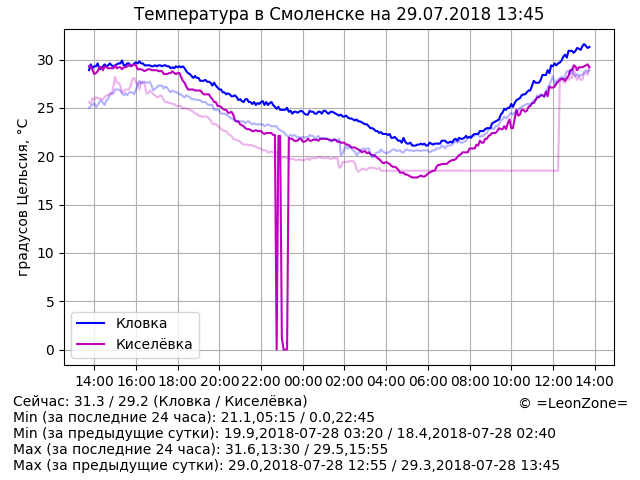 Температура в Смоленске на 29.07.2018 13:45
градусов Цельсия, °C
30
25
20
15
10
5
0
Кловка
Киселёвка
14:00 16:00 18:00 20:00 22:00 00:00 02:00 04:00 06:00 08:00 10:00 12:00 14:00
Сейчас: 31.3 / 29.2 (Кловка / Киселёвка)
© =LeonZone=
Min (за последние 24 часа): 21.1,05:15 / 0.0,22:45
Min (за предыдущие сутки): 19.9,2018-07-28 03:20 / 18.4,2018-07-28 02:40
Max (за последние 24 часа): 31.6,13:30 / 29.5,15:55
Max (за предыдущие сутки): 29.0,2018-07-28 12:55 / 29.3,2018-07-28 13:45